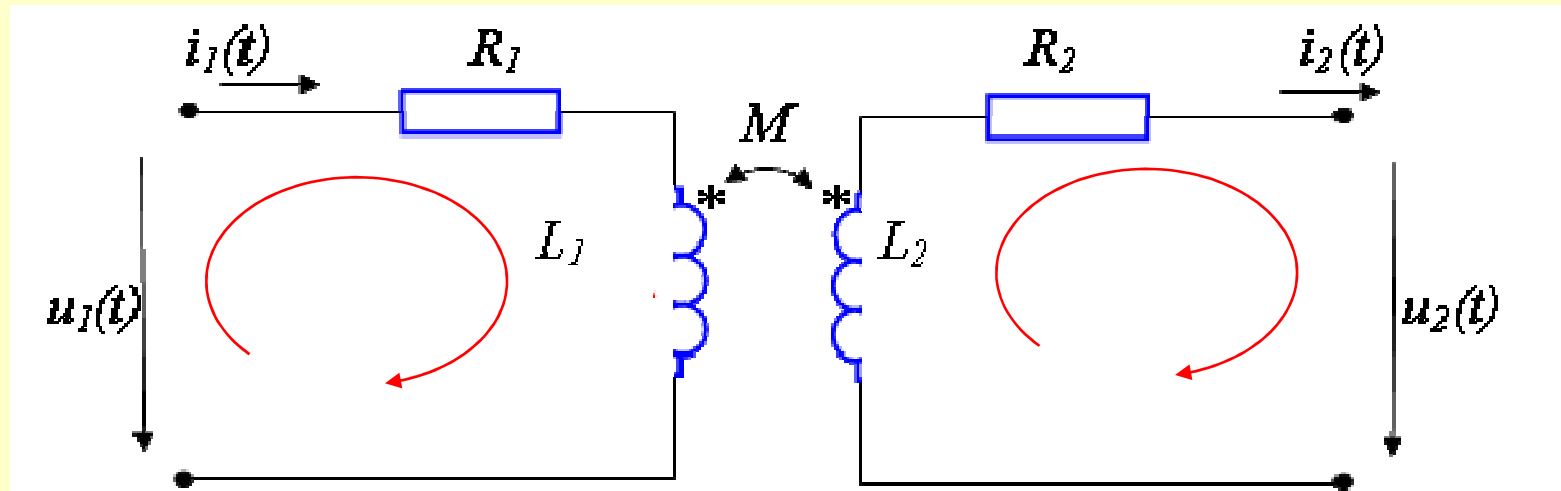 i₁(t) R₁ R₂ i₂(t)
M
* *
L₁ L₂
u₁(t) u₂(t)